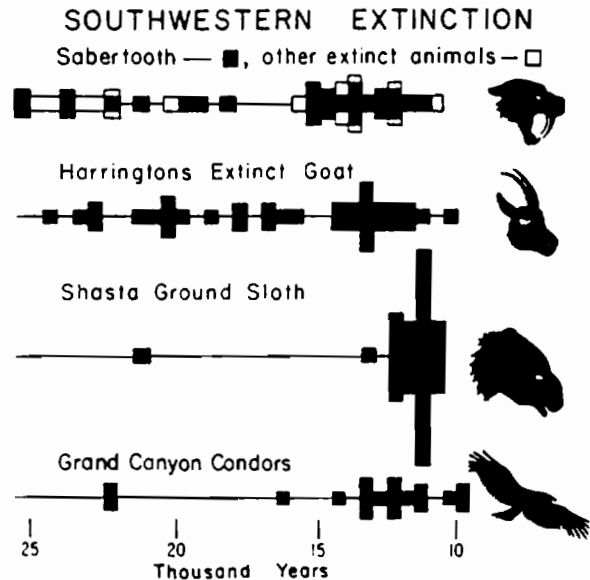 SOUTHWESTERN EXTINCTION
Sabertooth — ■, other extinct animals — □
Harringtons Extinct Goat
Shasta Ground Sloth
Grand Canyon Condors
25 20 15 10
Thousand Years